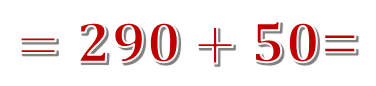 = 290 + 50=